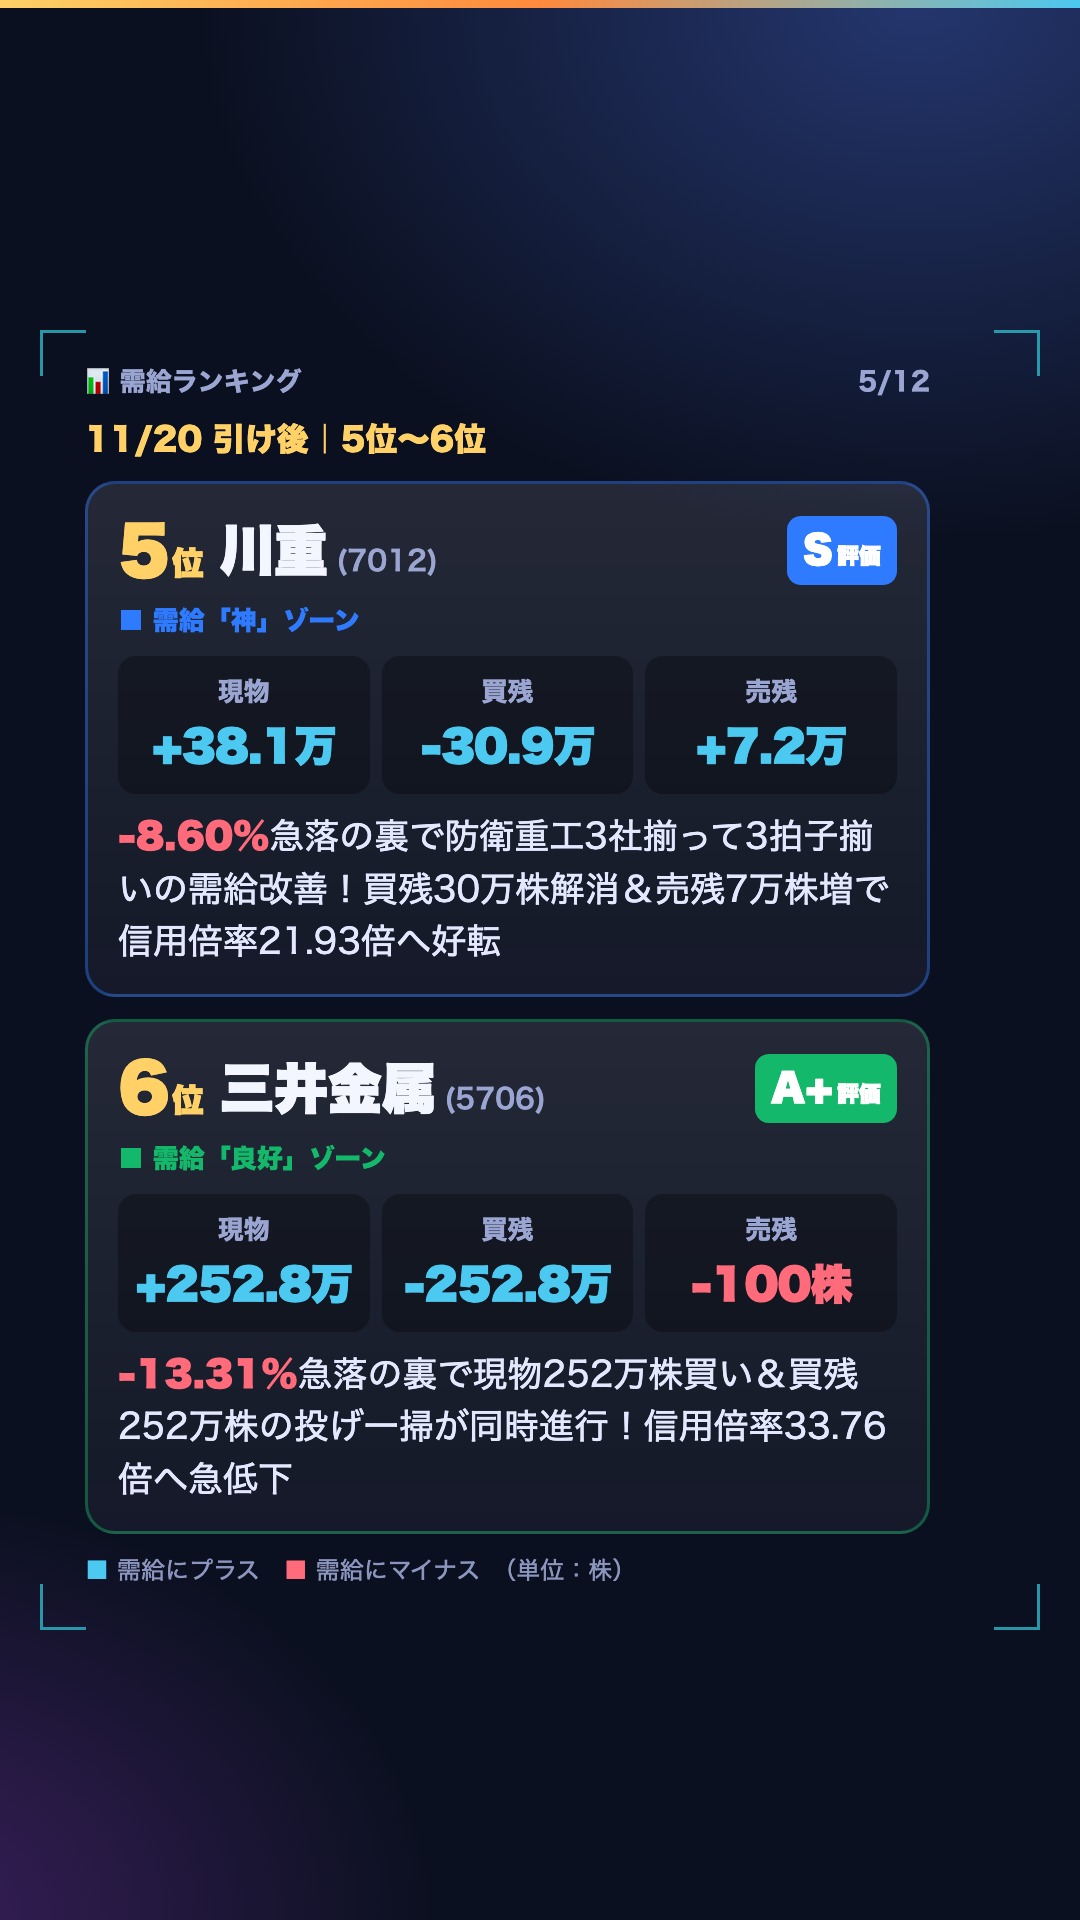 📊 需給ランキング 5/12
11/20 引け後｜5位〜6位
5位 川重 (7012) S評価
■ 需給「神」ゾーン
現物 買残 売残
+38.1万 -30.9万 +7.2万
-8.60%急落の裏で防衛重工3社揃って3拍子揃
いの需給改善！買残30万株解消＆売残7万株増で
信用倍率21.93倍へ好転
6位 三井金属 (5706) A+評価
■ 需給「良好」ゾーン
現物 買残 売残
+252.8万 -252.8万 -100株
-13.31%急落の裏で現物252万株買い＆買残
252万株の投げ一掃が同時進行！信用倍率33.76
倍へ急低下
■ 需給にプラス ■ 需給にマイナス （単位：株）